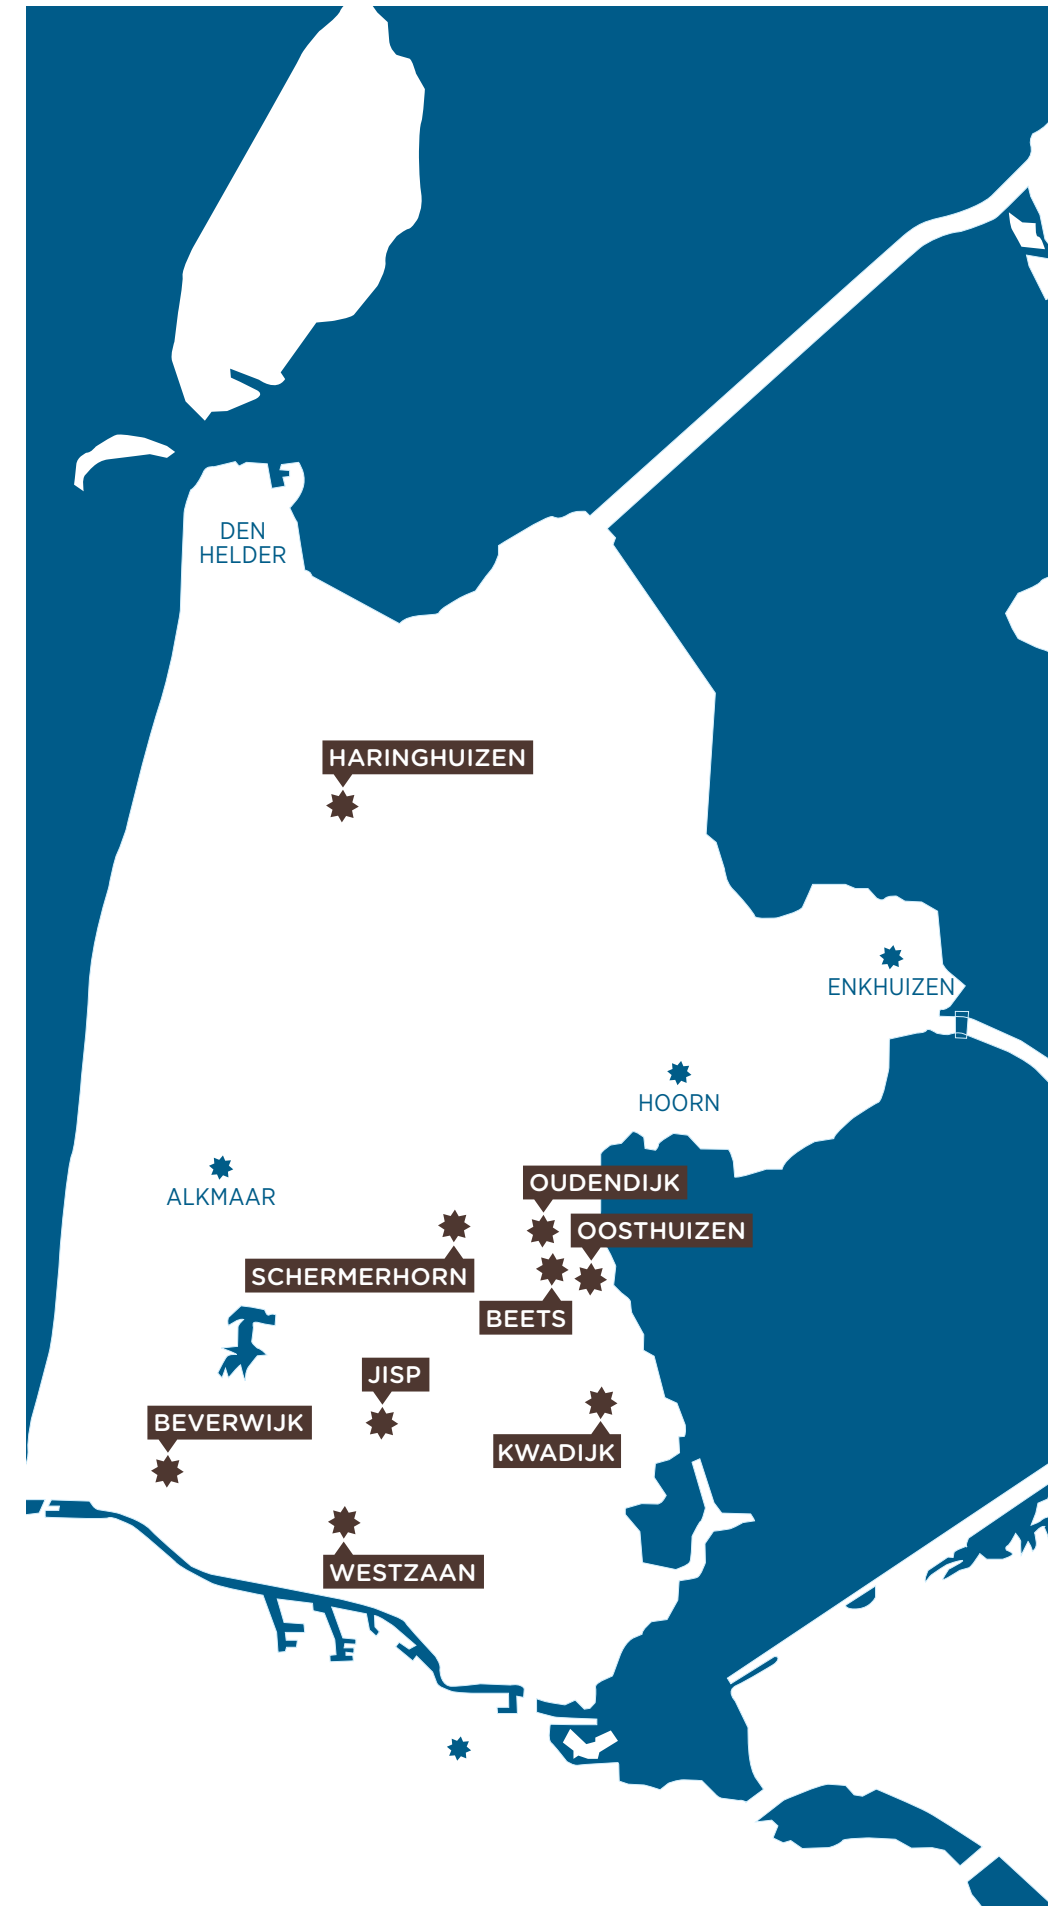 DEN
HELDER
HARINGHUIZEN
ENKHUIZEN
HOORN
OUDENDIJK
ALKMAAR
OOSTHUIZEN
SCHERMERHORN
BEETS
JISP
BEVERWIJK
KWADIJK
WESTZAAN